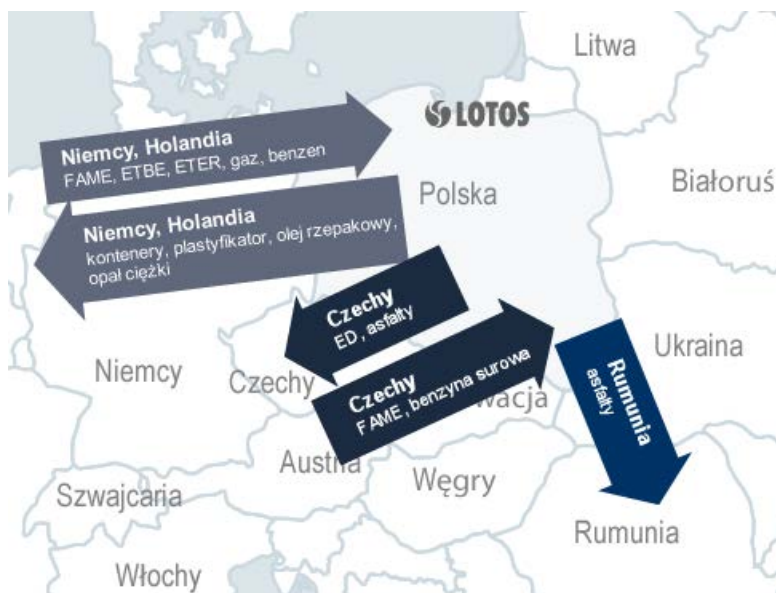 Litwa
LOTOS
Niemcy, Holandia
FAME, ETBE, ETER, gaz, benzen
Polska
Białoruś
Niemcy, Holandia
kontenery, plastyfikator, olej rzepakowy,
opał ciężki
Czechy
ED, asfalty
Ukraina
Niemcy
Czechy
Czechy
FAME, benzyna surowa
wacja
Rumunia
asfalty
Austria
Węgry
Szwajcaria
Rumunia
Włochy